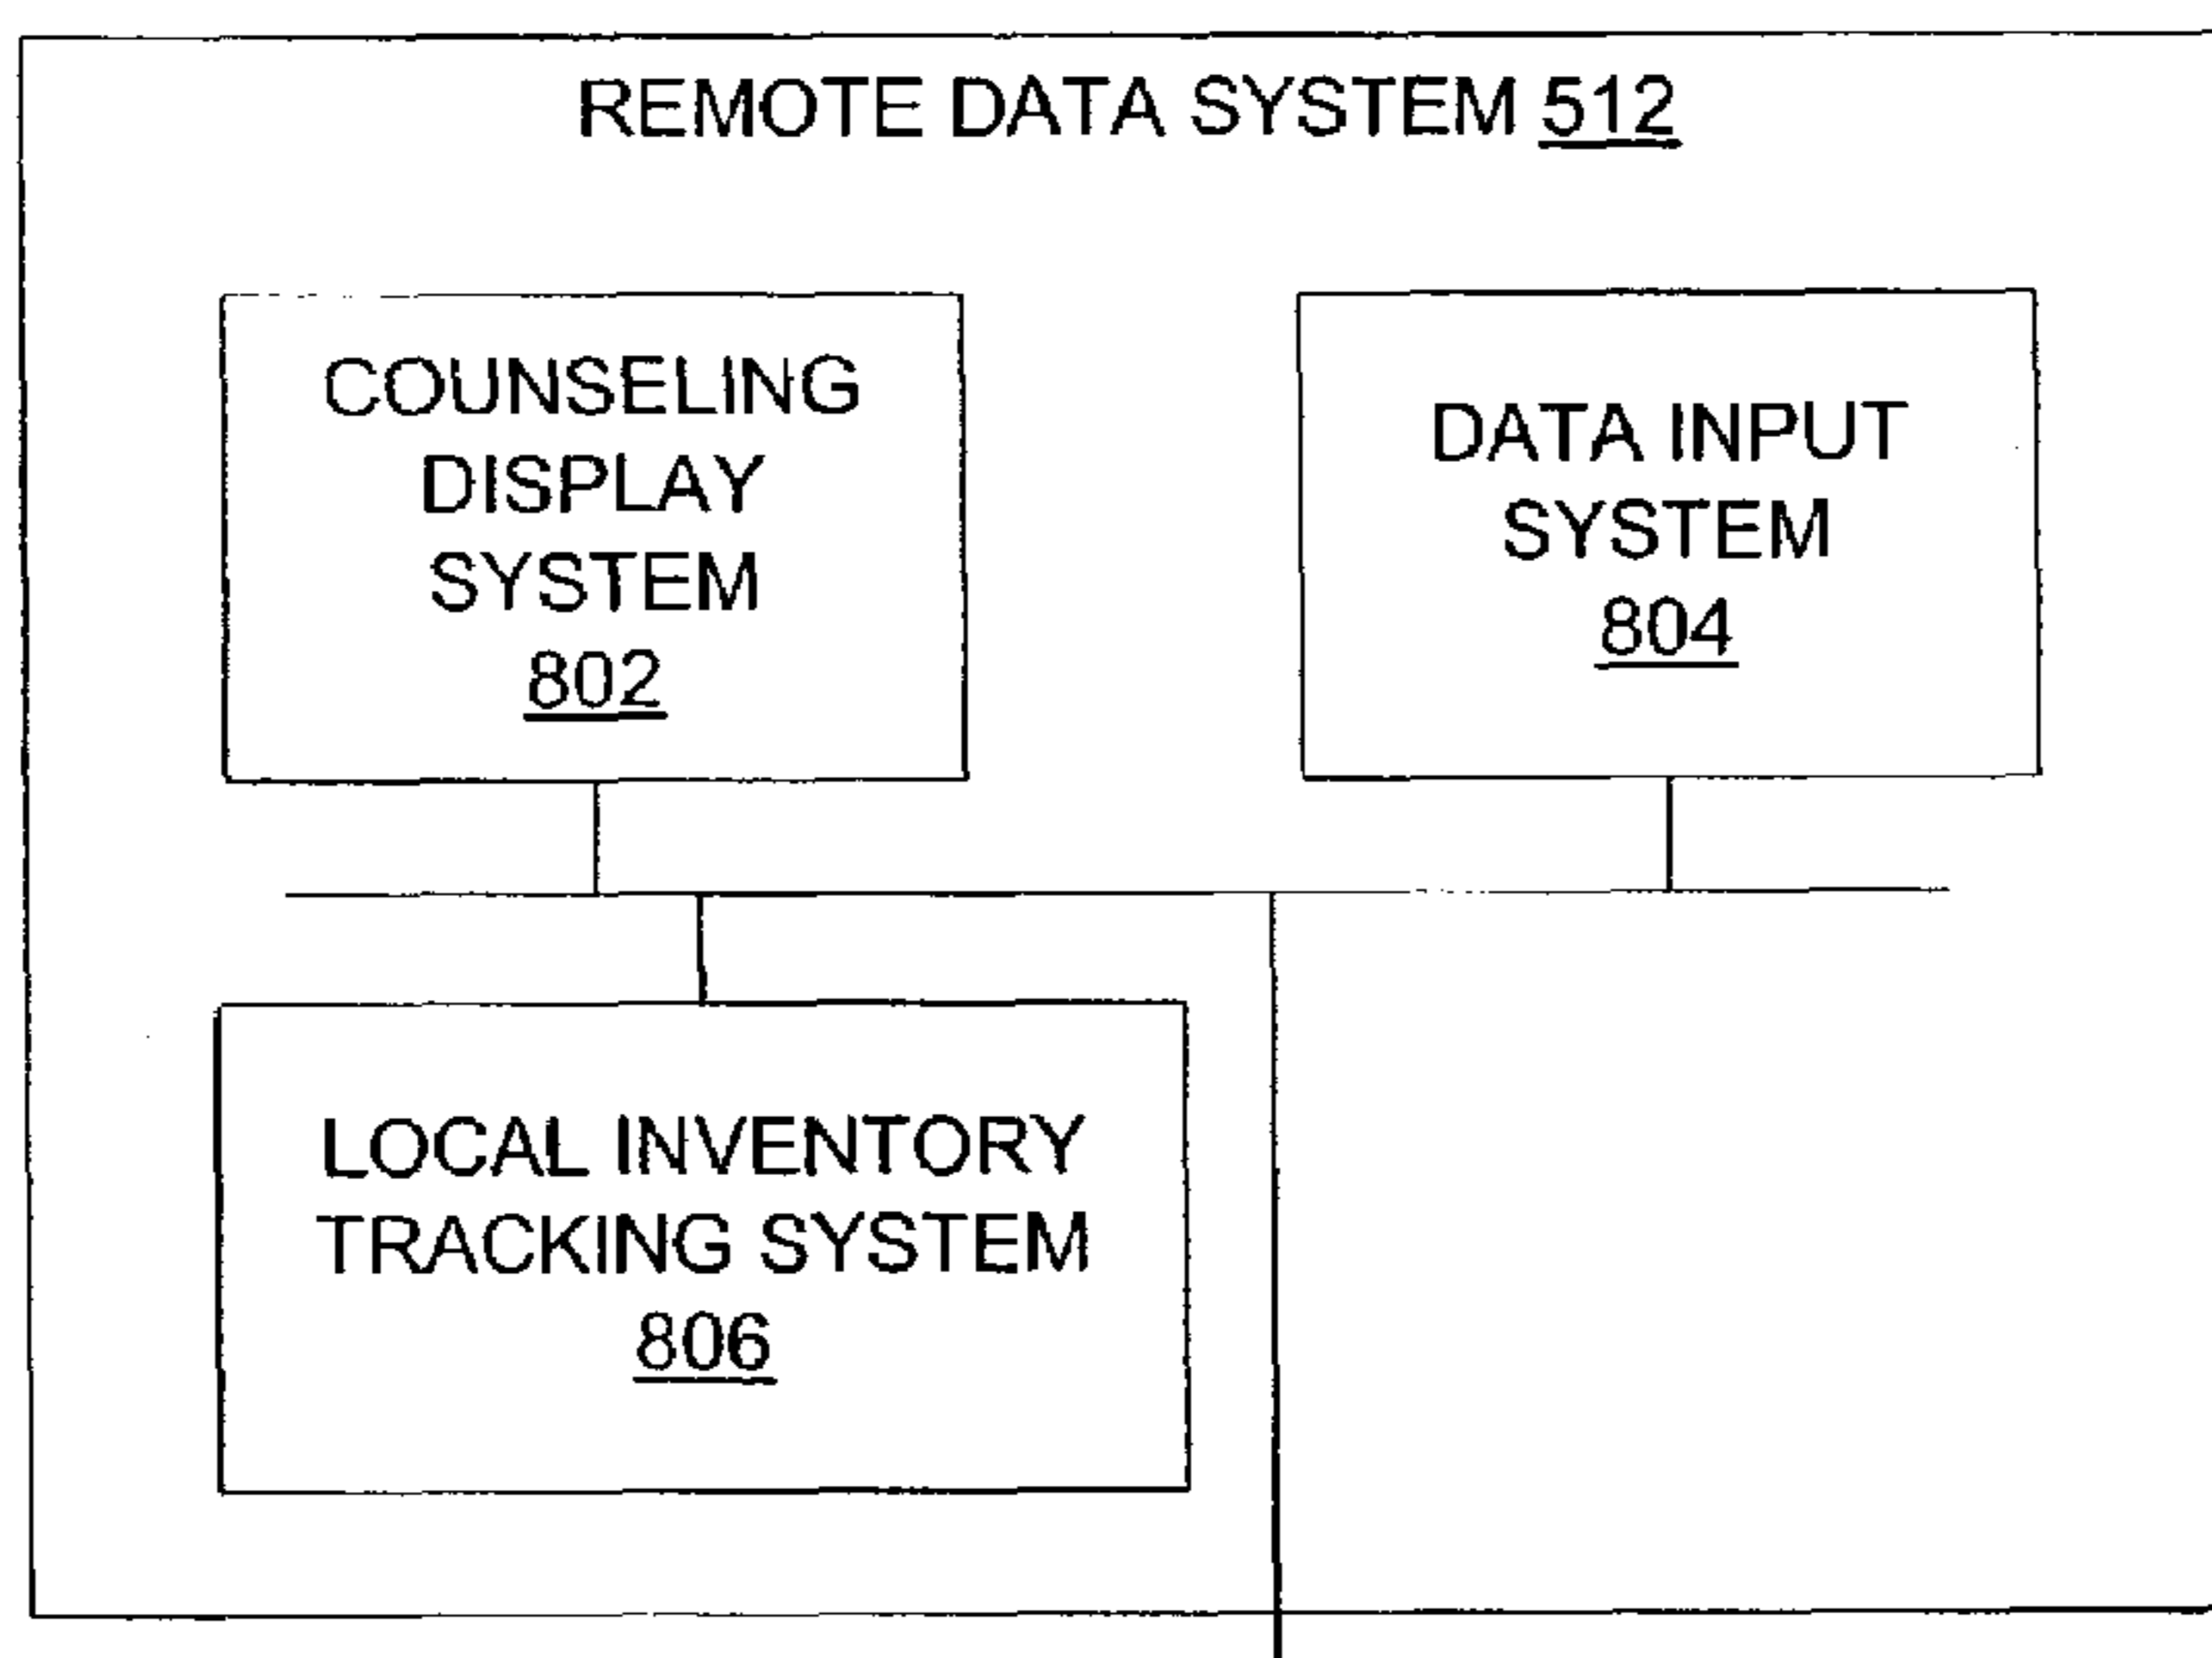 REMOTE DATA SYSTEM 512
COUNSELING
DISPLAY
SYSTEM
802
DATA INPUT
SYSTEM
804
LOCAL INVENTORY
TRACKING SYSTEM
806